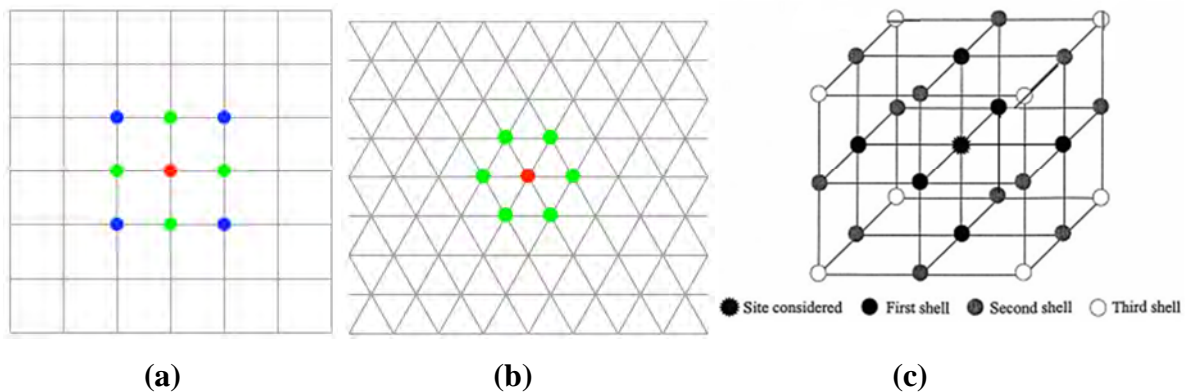 Site considered First shell Second shell Third shell
(a) (b) (c)